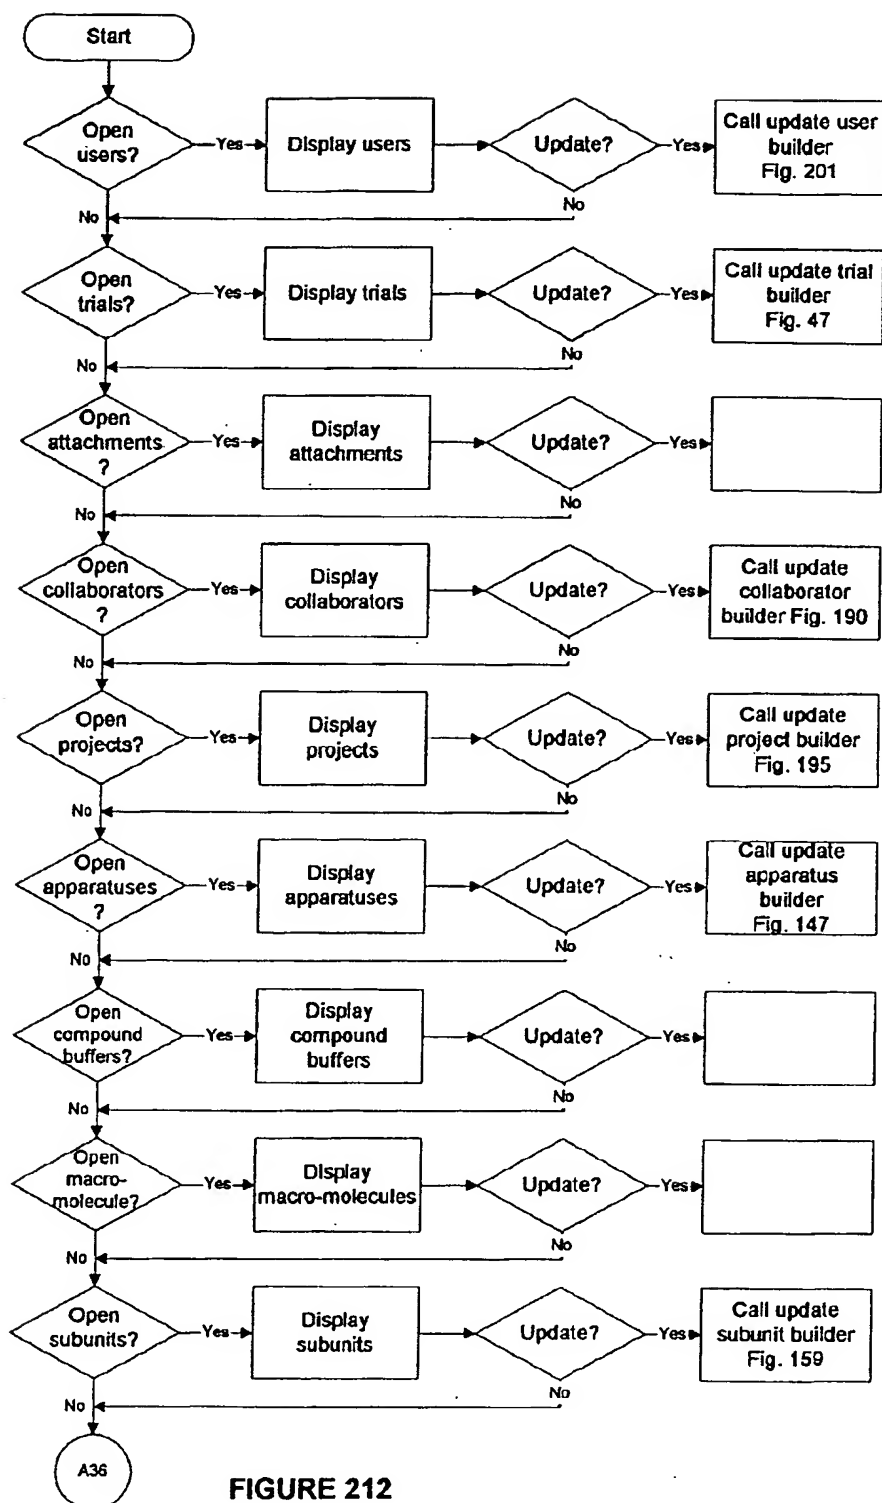 Start
Open
users?
Yes
Display users
Update?
Yes
Call update user
builder
Fig. 201
No
No
Open
trials?
Yes
Display trials
Update?
Yes
Call update trial
builder
Fig. 47
No
No
Open
attachments
?
Yes
Display
attachments
Update?
Yes
No
No
Open
collaborators
?
Yes
Display
collaborators
Update?
Yes
Call update
collaborator
builder Fig. 190
No
No
Open
projects?
Yes
Display
projects
Update?
Yes
Call update
project builder
Fig. 195
No
No
Open
apparatuses
?
Yes
Display
apparatuses
Update?
Yes
Call update
apparatus
builder
Fig. 147
No
No
Open
compound
buffers?
Yes
Display
compound
buffers
Update?
Yes
No
No
Open
macro-
molecule?
Yes
Display
macro-molecules
Update?
Yes
No
No
Open
subunits?
Yes
Display
subunits
Update?
Yes
Call update
subunit builder
Fig. 159
No
No
A36
FIGURE 212